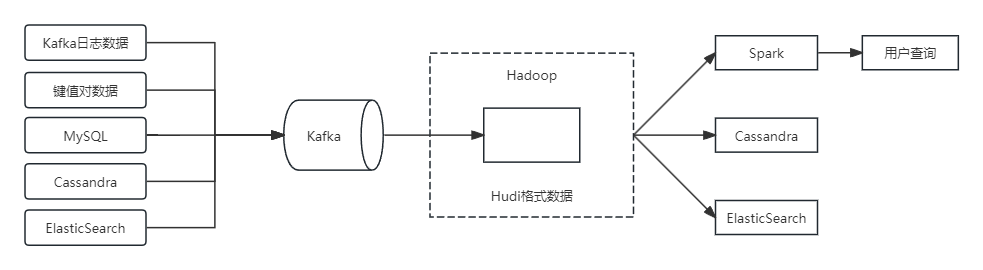 Kafka日志数据
键值对数据
MySQL
Cassandra
ElasticSearch
Kafka
Hadoop
Hudi格式数据
Spark
用户查询
Cassandra
ElasticSearch